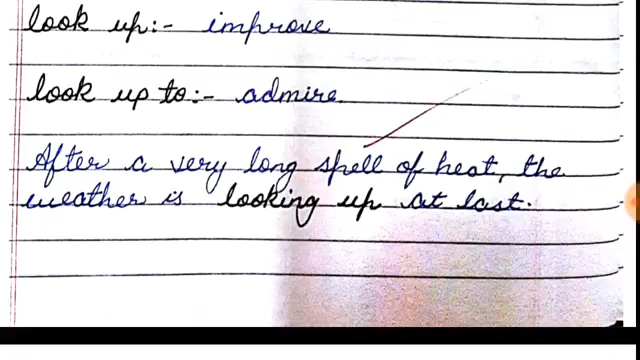 look up:- improve
look up to:- admire.
After a very long spell of heat, the
weather is looking up at last.